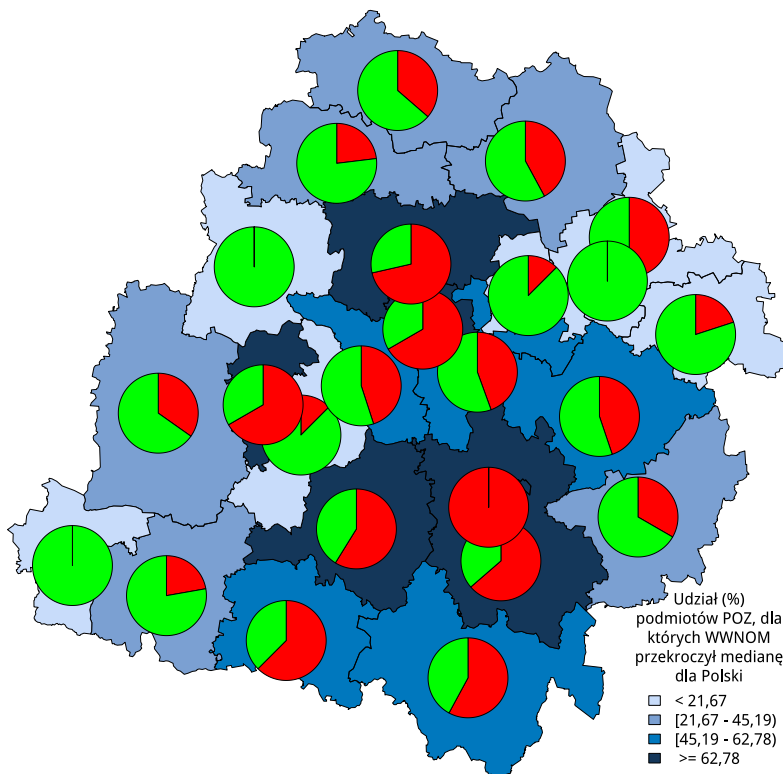 Udział (%)
podmiotów POZ, dla
których WWNOM
przekroczył medianę
dla Polski
< 21,67
[21,67 - 45,19)
[45,19 - 62,78)
>= 62,78